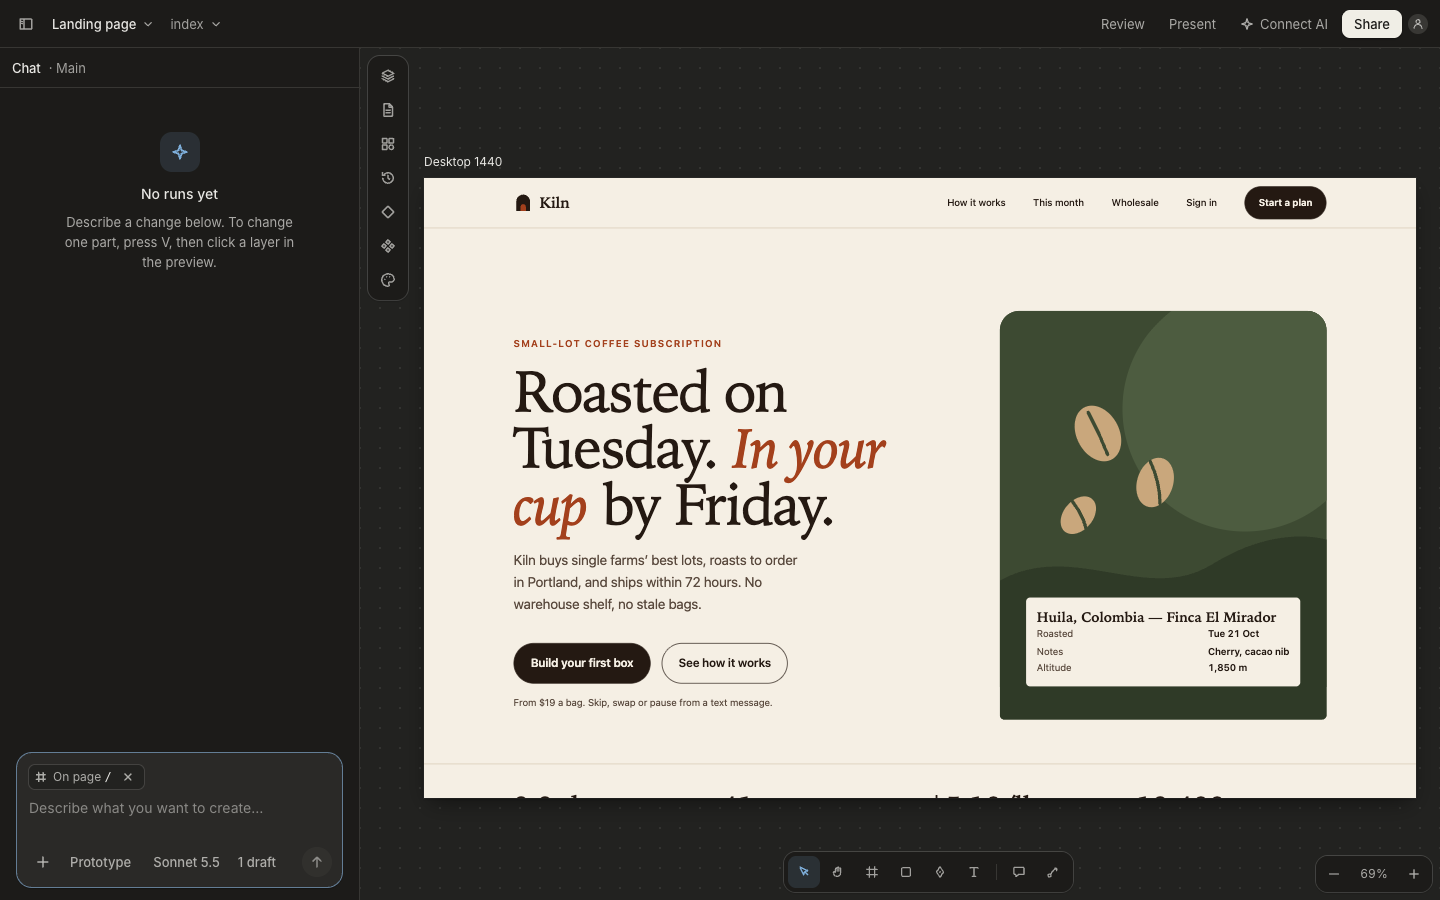 Landing page
index
Review
Present
Connect AI
Share
Chat · Main
No runs yet
Describe a change below. To change
one part, press V, then click a layer in
the preview.
On page /
Describe what you want to create...
Prototype
Sonnet 5.5
1 draft
Desktop 1440
Kiln
How it works
This month
Wholesale
Sign in
Start a plan
SMALL-LOT COFFEE SUBSCRIPTION
Roasted on
Tuesday. In your
cup by Friday.
Kiln buys single farms’ best lots, roasts to order
in Portland, and ships within 72 hours. No
warehouse shelf, no stale bags.
Build your first box
See how it works
From $19 a bag. Skip, swap or pause from a text message.
Huila, Colombia — Finca El Mirador
Roasted Tue 21 Oct
Notes Cherry, cacao nib
Altitude 1,850 m
69%